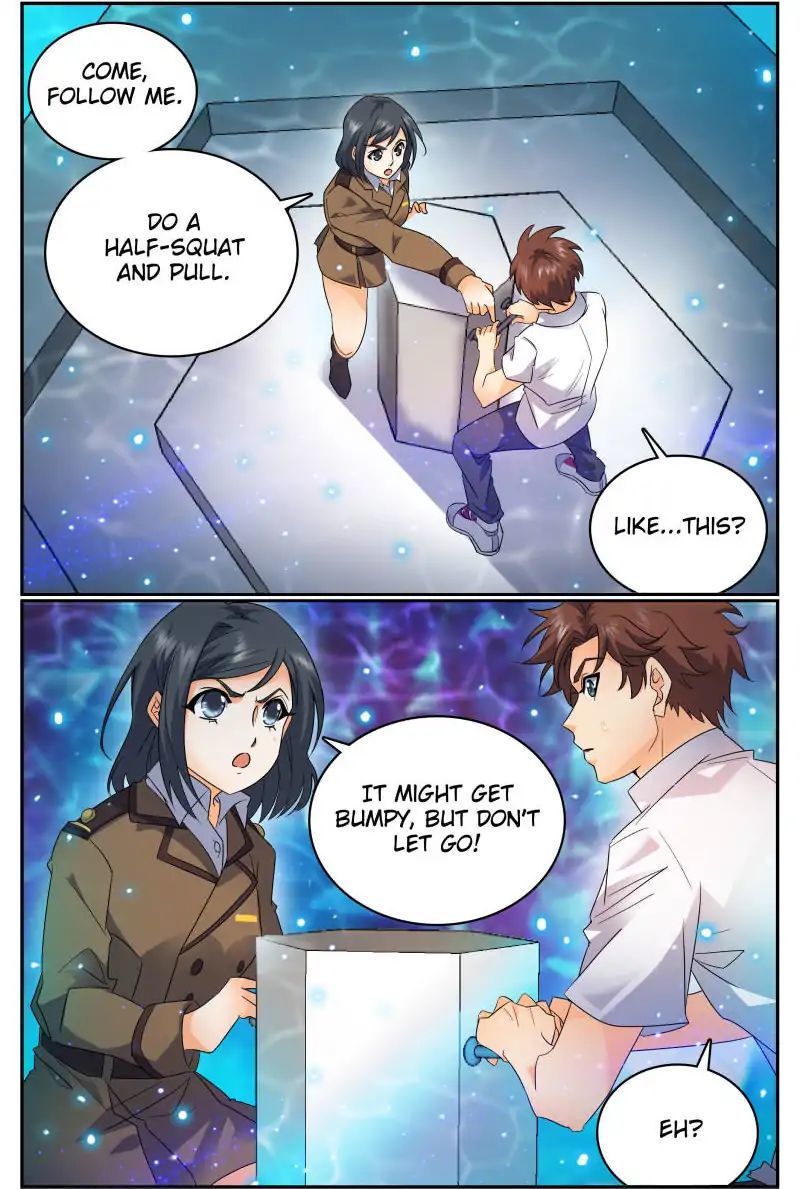 COME,
FOLLOW ME.
DO A
HALF-SQUAT
AND PULL.
LIKE...THIS?
IT MIGHT GET
BUMPY, BUT DON'T
LET GO!
EH?